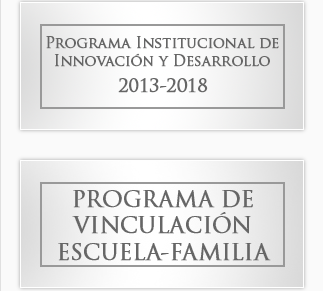 PROGRAMA INSTITUCIONAL DE
INNOVACIÓN Y DESARROLLO
2013-2018
PROGRAMA DE
VINCULACIÓN
ESCUELA-FAMILIA